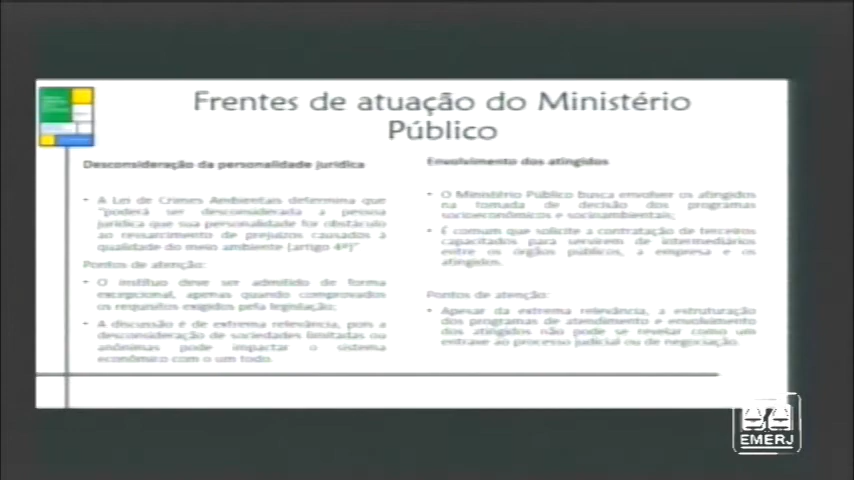 Frentes de atuação do Ministério
Público
Desconsideração da personalidade jurídica
- A Lei de Crimes Ambientais determina que
"poderá ser desconsiderada a pessoa
jurídica que sua personalidade for obstáculo
ao ressarcimento de prejuízos causados à
qualidade do meio ambiente (artigo 4º)"
Pontos de atenção:
- O instituto deve ser admitido de forma
excepcional, apenas quando comprovados
os requisitos exigidos pela legislação;
- A discussão é de extrema relevância, pois a
desconsideração de sociedades limitadas ou
anônimas pode impactar o sistema
econômico com o um todo.
Envolvimento dos atingidos
- O Ministério Público busca envolver os atingidos
na tomada de decisão dos programas
socioeconômicos e socioambientais;
- É comum que solicite a contratação de terceiros
capacitados para servirem de intermediários
entre os órgãos públicos, a empresa e os
atingidos.
Pontos de atenção:
- Apesar da extrema relevância, a estruturação
dos programas de atendimento e envolvimento
dos atingidos não pode se revelar como um
entrave ao processo judicial ou de negociação.
EMERJ